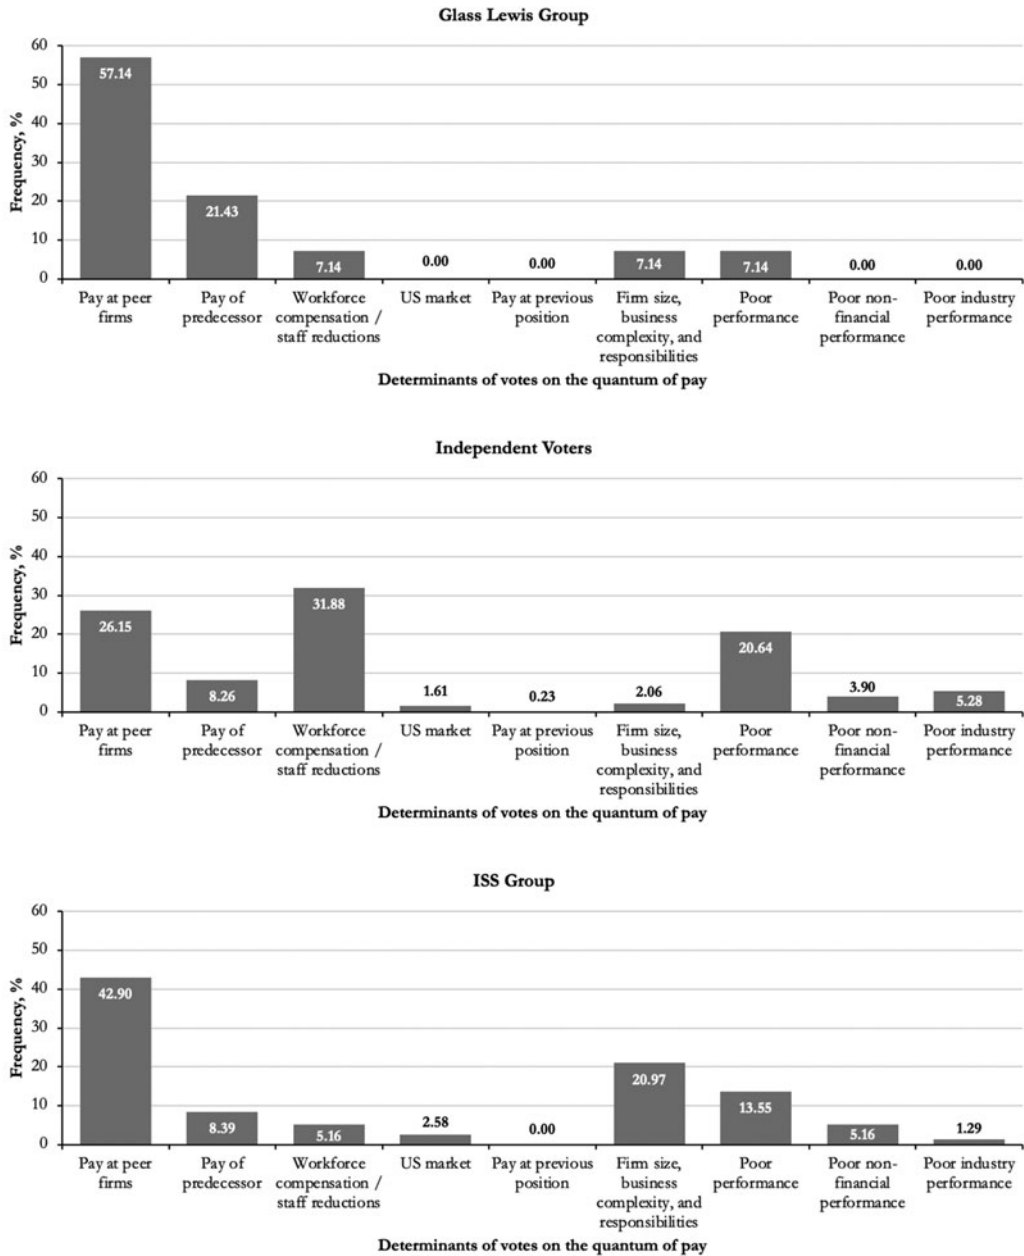 Glass Lewis Group
Frequency, %
60
50
40
30
20
10
0
57.14
21.43
7.14
0.00
0.00
7.14
7.14
0.00
0.00
Pay at peer
firms
Pay of
predecessor
Workforce
compensation /
staff reductions
US market
Pay at previous
position
Firm size,
business
complexity, and
responsibilities
Poor
performance
Poor non-
financial
performance
Poor industry
performance
Determinants of votes on the quantum of pay
Independent Voters
Frequency, %
60
50
40
30
20
10
0
26.15
8.26
31.88
1.61
0.23
2.06
20.64
3.90
5.28
Pay at peer
firms
Pay of
predecessor
Workforce
compensation /
staff reductions
US market
Pay at previous
position
Firm size,
business
complexity, and
responsibilities
Poor
performance
Poor non-
financial
performance
Poor industry
performance
Determinants of votes on the quantum of pay
ISS Group
Frequency, %
60
50
40
30
20
10
0
42.90
8.39
5.16
2.58
0.00
20.97
13.55
5.16
1.29
Pay at peer
firms
Pay of
predecessor
Workforce
compensation /
staff reductions
US market
Pay at previous
position
Firm size,
business
complexity, and
responsibilities
Poor
performance
Poor non-
financial
performance
Poor industry
performance
Determinants of votes on the quantum of pay